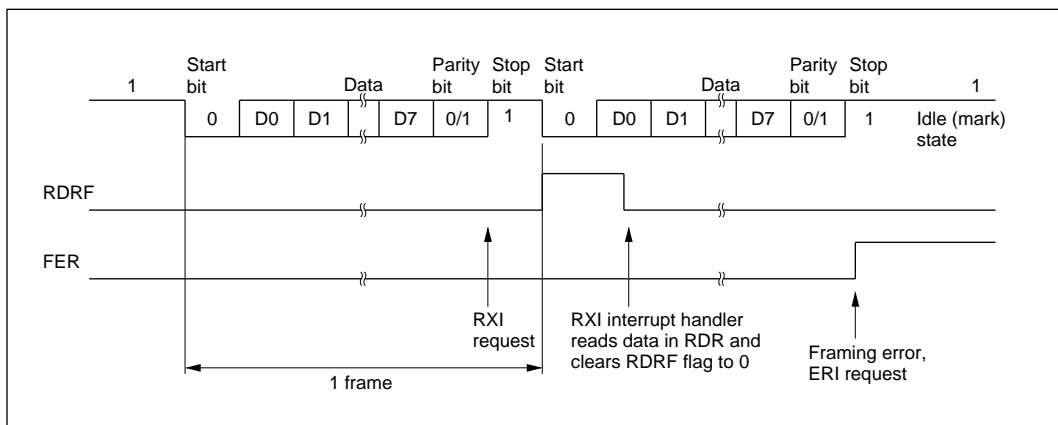 1
Start
bit
Data
Parity
bit
Stop
bit
Start
bit
Data
Parity
bit
Stop
bit
1
0
D0
D1
D7
0/1
1
0
D0
D1
D7
0/1
1
Idle (mark)
state
RDRF
FER
RXI
request
RXI interrupt handler
reads data in RDR and
clears RDRF flag to 0
Framing error,
ERI request
1 frame